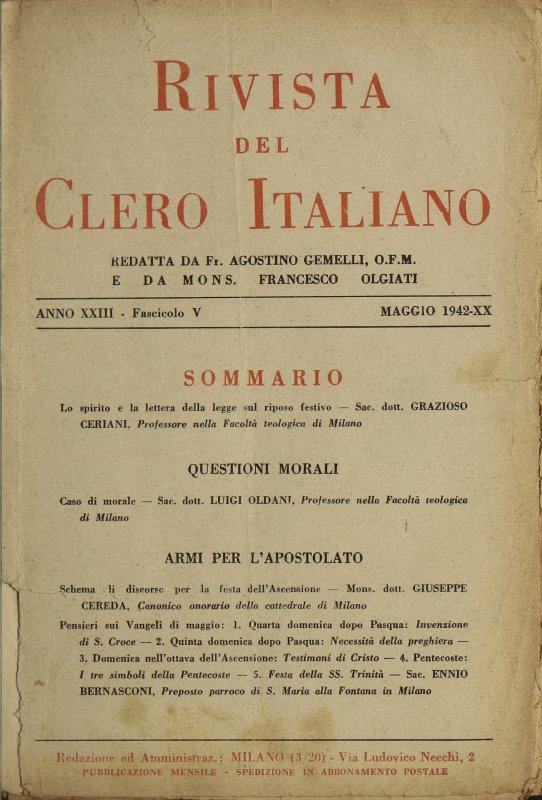 RIVISTA
DEL
CLERO ITALIANO
REDATTA DA Fr. AGOSTINO GEMELLI, O.F.M.
E DA MONS. FRANCESCO OLGIATI
ANNO XXIII - Fascicolo V MAGGIO 1942-XX
SOMMARIO
Lo spirito e la lettera della legge sul riposo festivo — Sac. dott. GRAZIOSO
CERIANI, Professore nella Facoltà teologica di Milano
QUESTIONI MORALI
Caso di morale — Sac. dott. LUIGI OLDANI, Professore nella Facoltà teologica
di Milano
ARMI PER L'APOSTOLATO
Schema di discorso per la festa dell'Ascensione — Mons. dott. GIUSEPPE
CEREDA, Canonico onorario della cattedrale di Milano
Pensieri sui Vangeli di maggio: 1. Quarta domenica dopo Pasqua: Invenzione
di S. Croce — 2. Quinta domenica dopo Pasqua: Necessità della preghiera —
3. Domenica nell'ottava dell'Ascensione: Testimoni di Cristo — 4. Pentecoste:
I tre simboli della Pentecoste — 5. Festa della SS. Trinità — Sac. ENNIO
BERNASCONI, Preposto parroco di S. Maria alla Fontana in Milano
Redazione ed Amministraz.: MILANO (3/20) - Via Ludovico Necchi, 2
PUBBLICAZIONE MENSILE - SPEDIZIONE IN ABBONAMENTO POSTALE